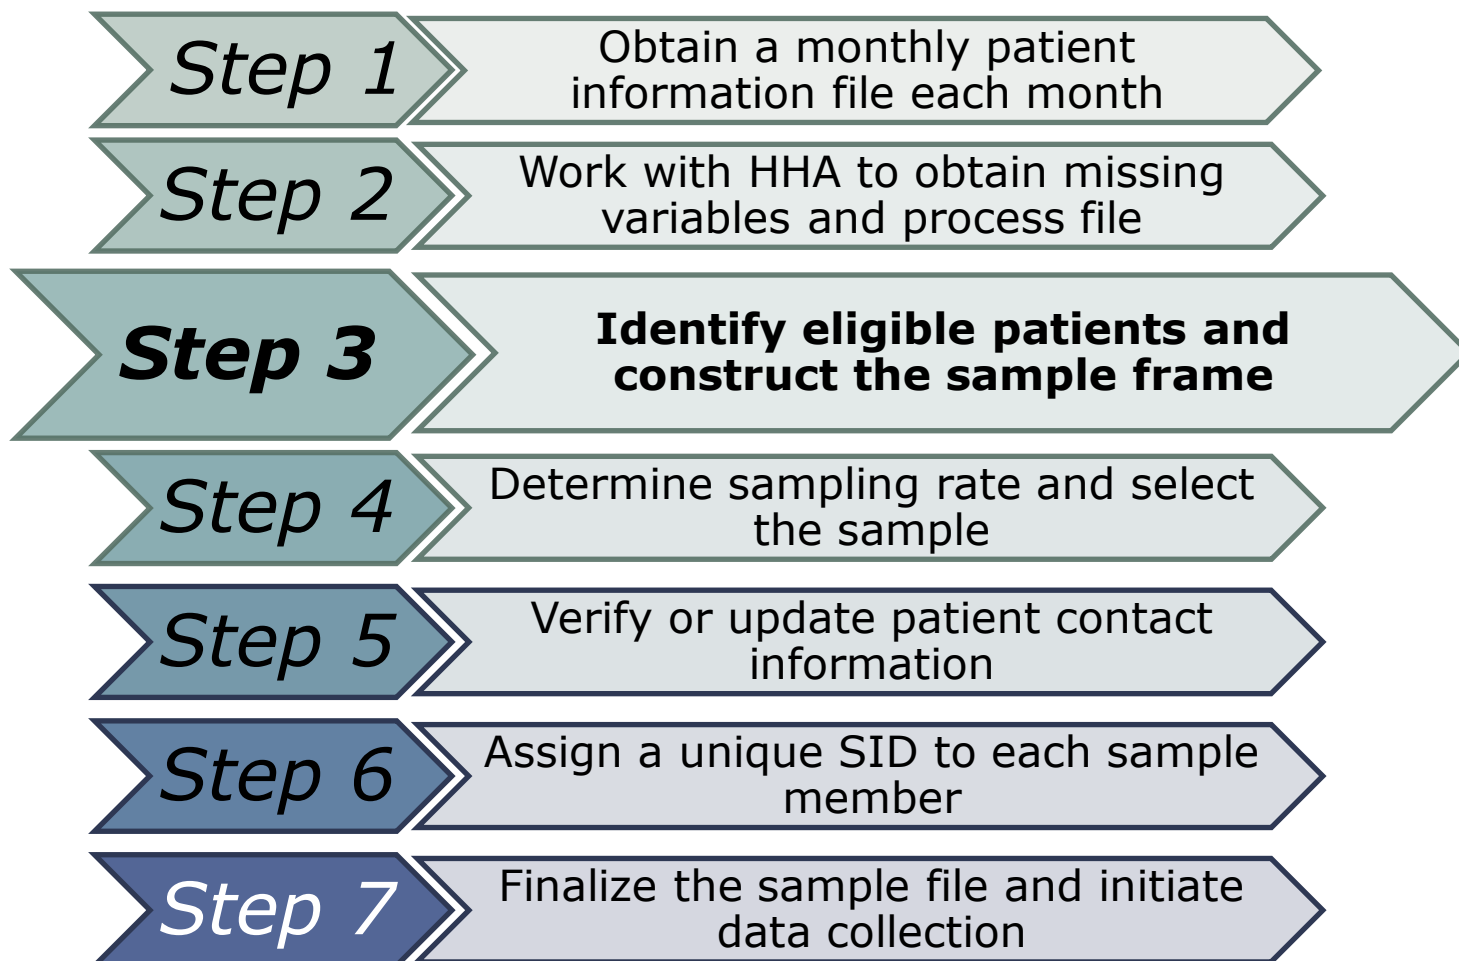 Step 1
Obtain a monthly patient
information file each month
Step 2
Work with HHA to obtain missing
variables and process file
Step 3
Identify eligible patients and
construct the sample frame
Step 4
Determine sampling rate and select
the sample
Step 5
Verify or update patient contact
information
Step 6
Assign a unique SID to each sample
member
Step 7
Finalize the sample file and initiate
data collection